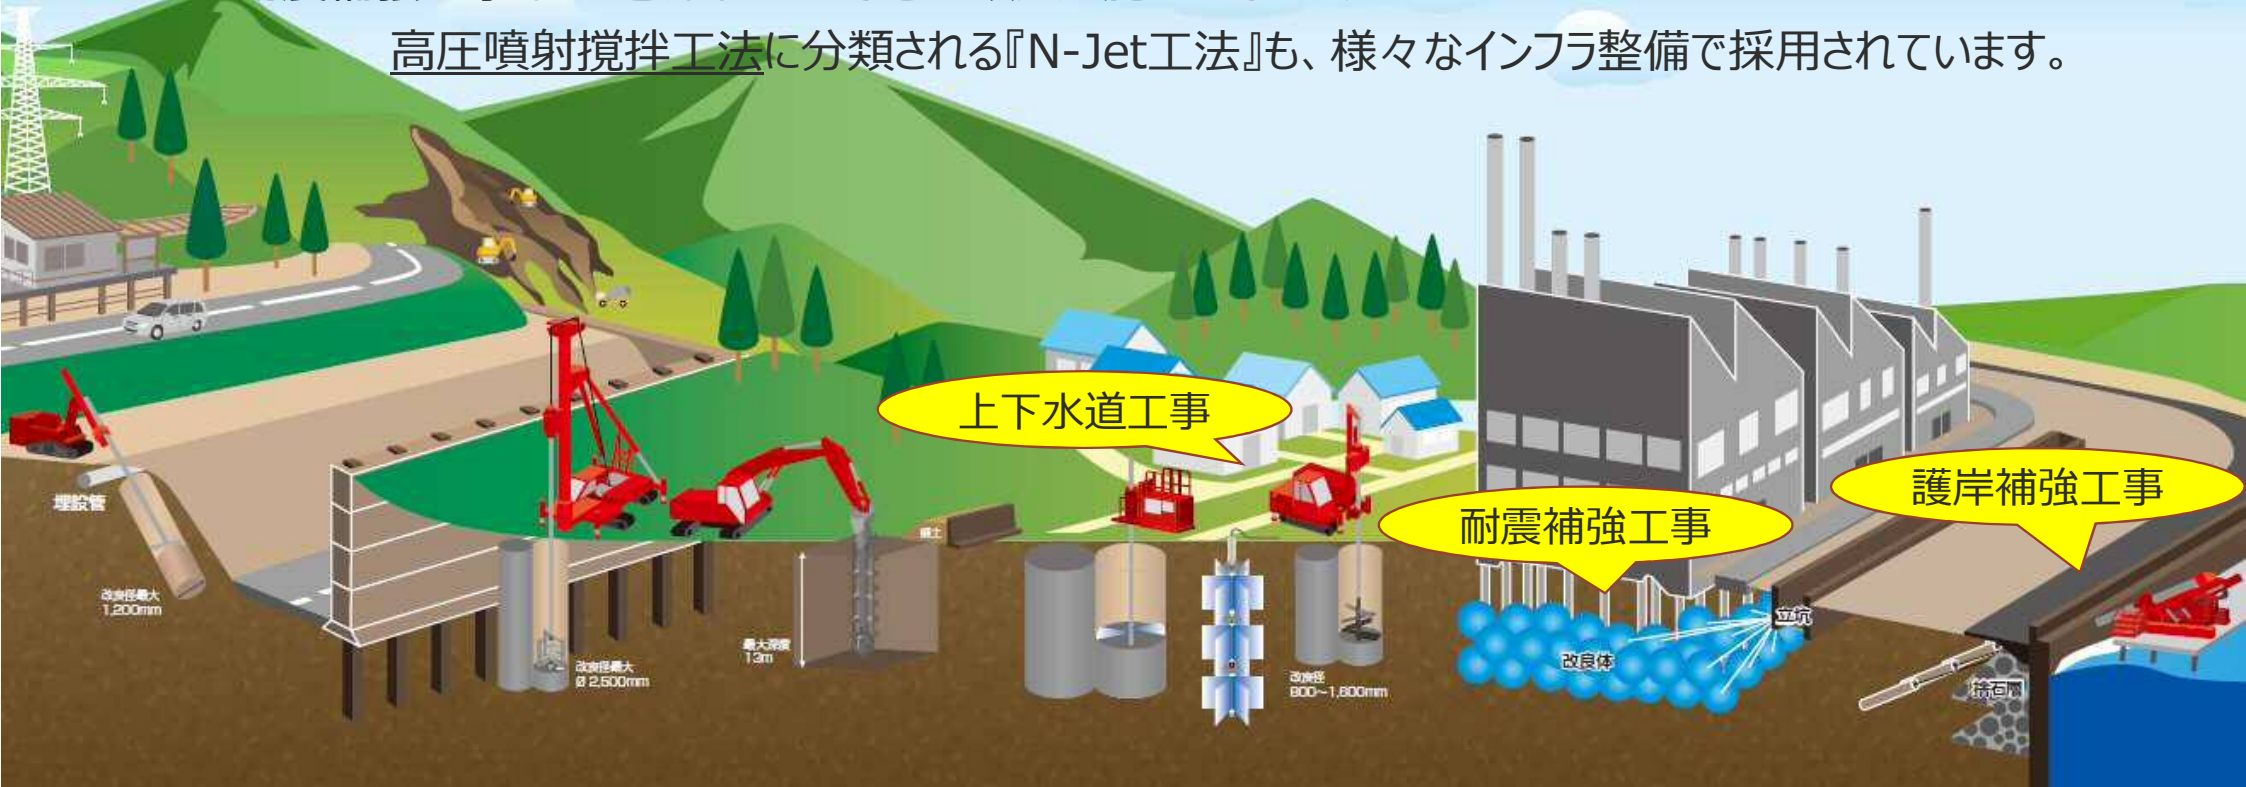 高圧噴射撹拌工法に分類される『N-Jet工法』も、様々なインフラ整備で採用されています。
上下水道工事
護岸補強工事
耐震補強工事
埋設管
改良径最大
1,200mm
改良径最大
Ø2,500mm
最大深度
13m
改良径
800～1,600mm
改良体
立坑
捨石層